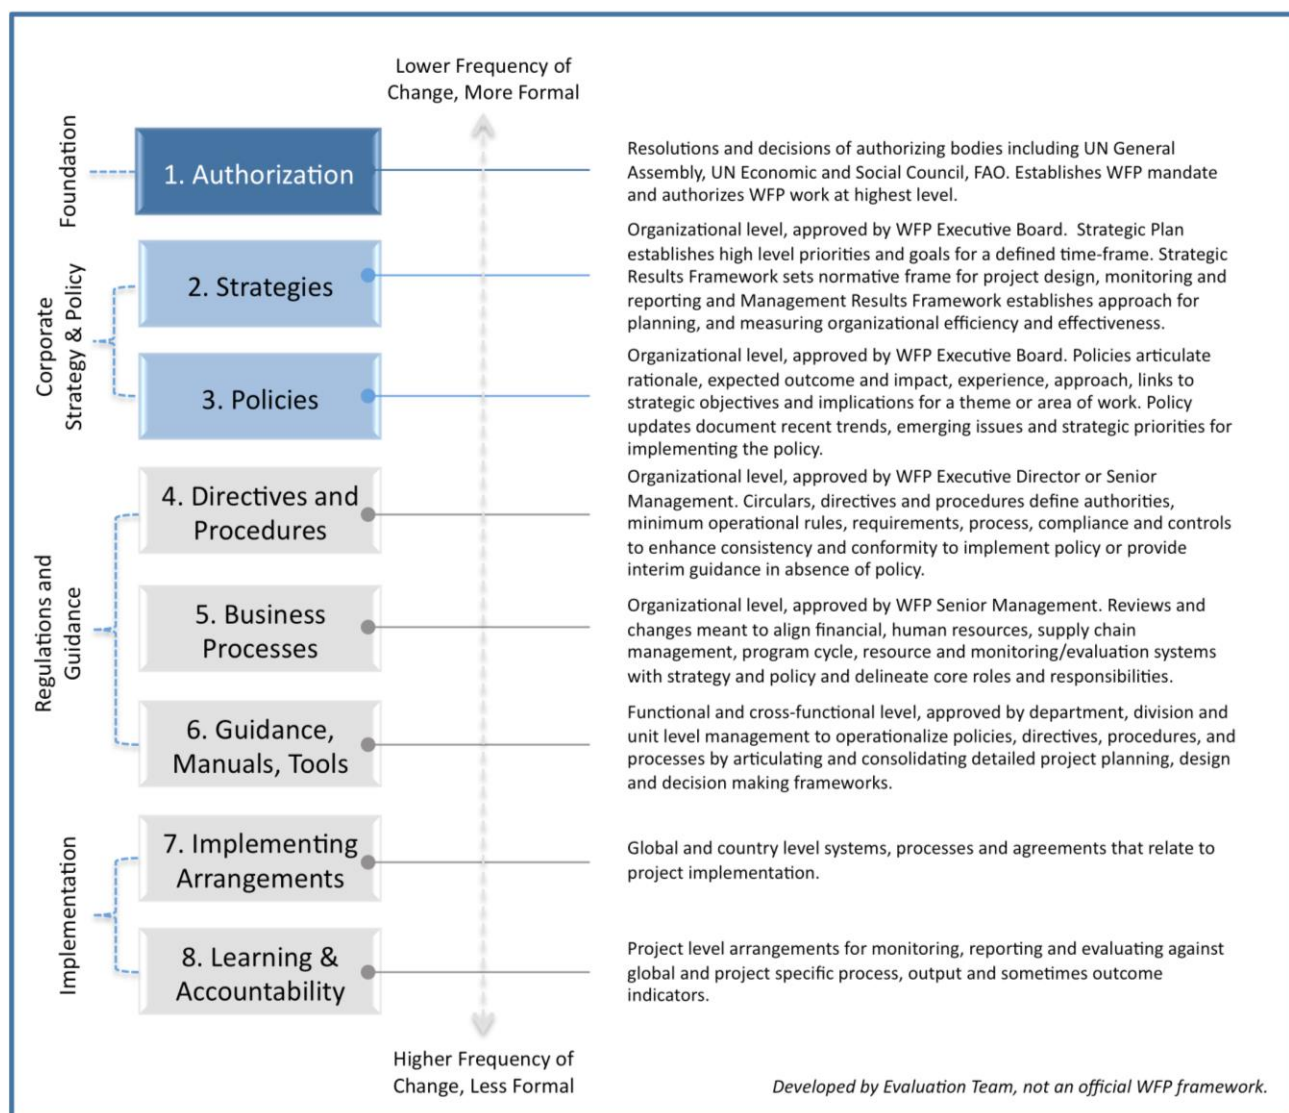 Lower Frequency of
Change, More Formal
Foundation
1. Authorization
Resolutions and decisions of authorizing bodies including UN General
Assembly, UN Economic and Social Council, FAO. Establishes WFP mandate
and authorizes WFP work at highest level.
Corporate
Strategy & Policy
2. Strategies
Organizational level, approved by WFP Executive Board.  Strategic Plan
establishes high level priorities and goals for a defined time-frame. Strategic
Results Framework sets normative frame for project design, monitoring and
reporting and Management Results Framework establishes approach for
planning, and measuring organizational efficiency and effectiveness.
3. Policies
Organizational level, approved by WFP Executive Board. Policies articulate
rationale, expected outcome and impact, experience, approach, links to
strategic objectives and implications for a theme or area of work. Policy
updates document recent trends, emerging issues and strategic priorities for
implementing the policy.
Regulations and
Guidance
4. Directives and
Procedures
Organizational level, approved by WFP Executive Director or Senior
Management. Circulars, directives and procedures define authorities,
minimum operational rules, requirements, process, compliance and controls
to enhance consistency and conformity to implement policy or provide
interim guidance in absence of policy.
5. Business
Processes
Organizational level, approved by WFP Senior Management. Reviews and
changes meant to align financial, human resources, supply chain
management, program cycle, resource and monitoring/evaluation systems
with strategy and policy and delineate core roles and responsibilities.
6. Guidance,
Manuals, Tools
Functional and cross-functional level, approved by department, division and
unit level management to operationalize policies, directives, procedures, and
processes by articulating and consolidating detailed project planning, design
and decision making frameworks.
Implementation
7. Implementing
Arrangements
Global and country level systems, processes and agreements that relate to
project implementation.
8. Learning &
Accountability
Project level arrangements for monitoring, reporting and evaluating against
global and project specific process, output and sometimes outcome
indicators.
Higher Frequency of
Change, Less Formal
Developed by Evaluation Team, not an official WFP framework.